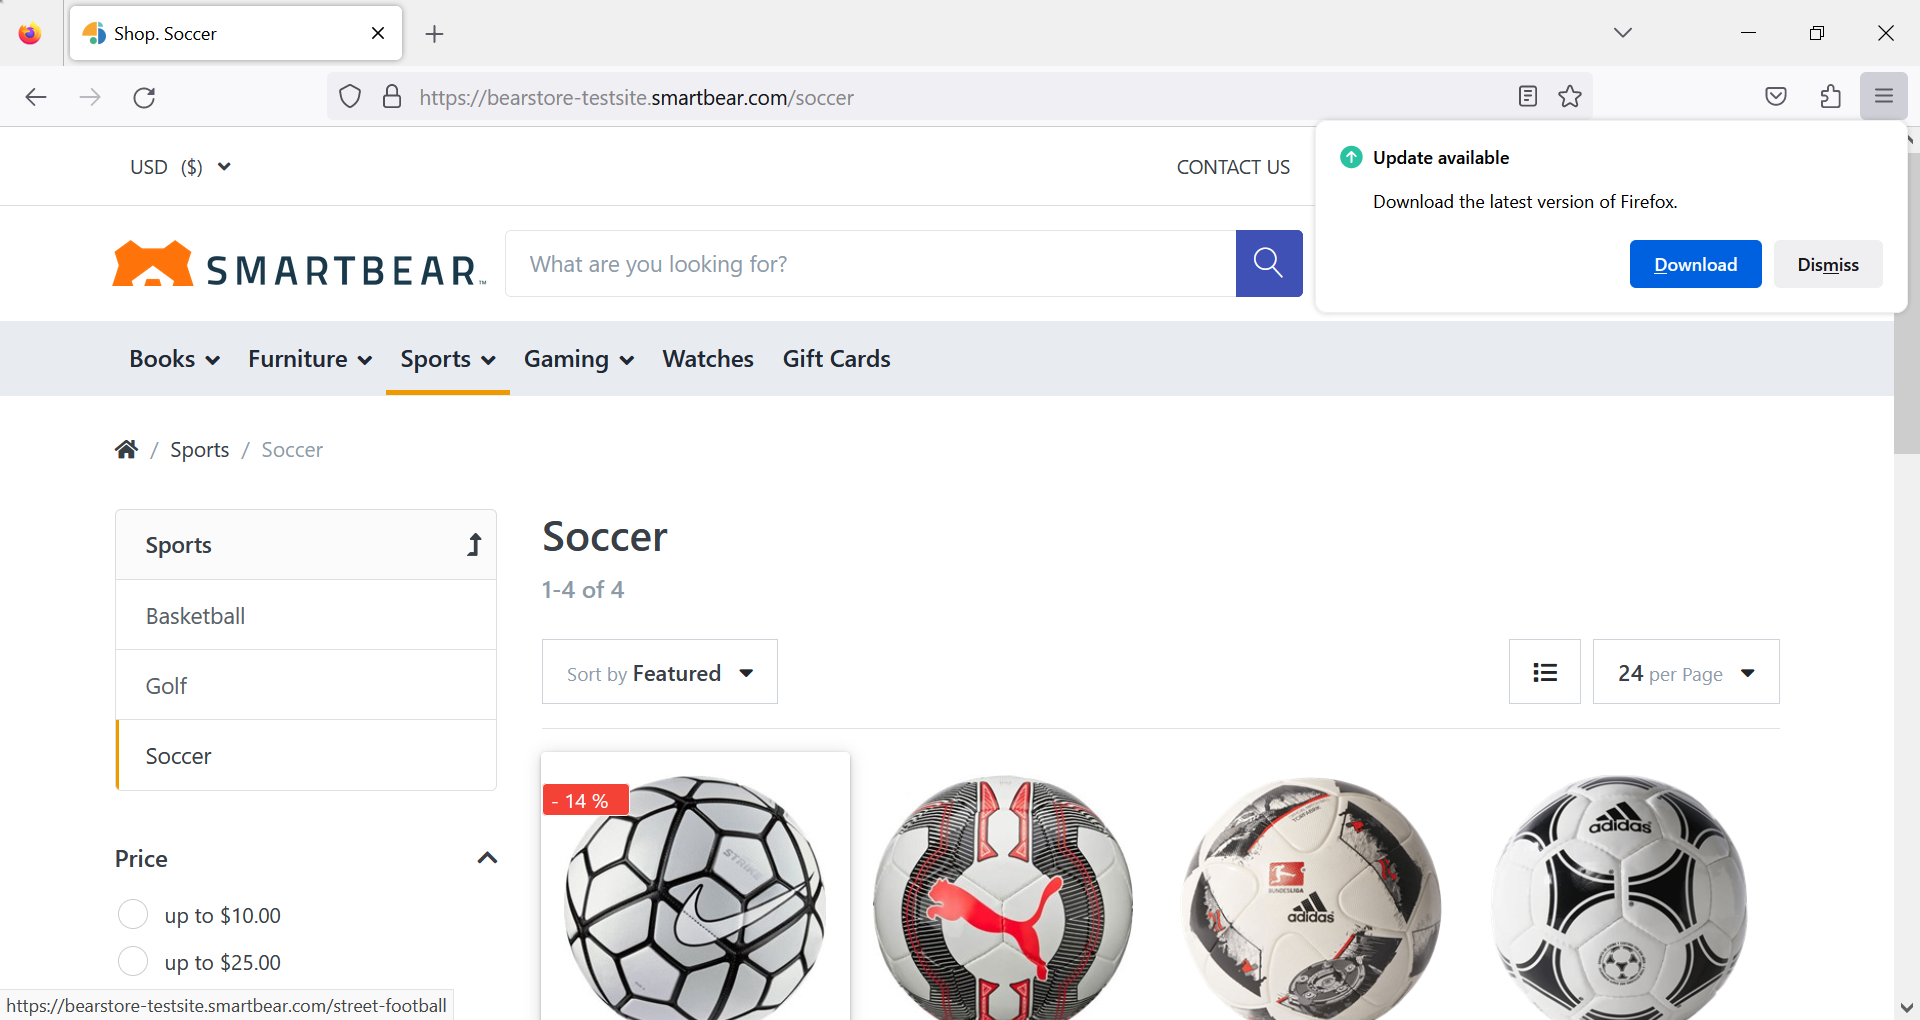 Shop. Soccer
https://bearstore-testsite.smartbear.com/soccer
USD ($)
CONTACT US
Update available
Download the latest version of Firefox.
Download
Dismiss
SMARTBEAR™
What are you looking for?
Books
Furniture
Sports
Gaming
Watches
Gift Cards
/ Sports / Soccer
Sports
Basketball
Golf
Soccer
Soccer
1-4 of 4
Sort by Featured
24 per Page
- 14 %
STRIKE
BUNDESLIGA
adidas
adidas
Price
up to $10.00
up to $25.00
https://bearstore-testsite.smartbear.com/street-football